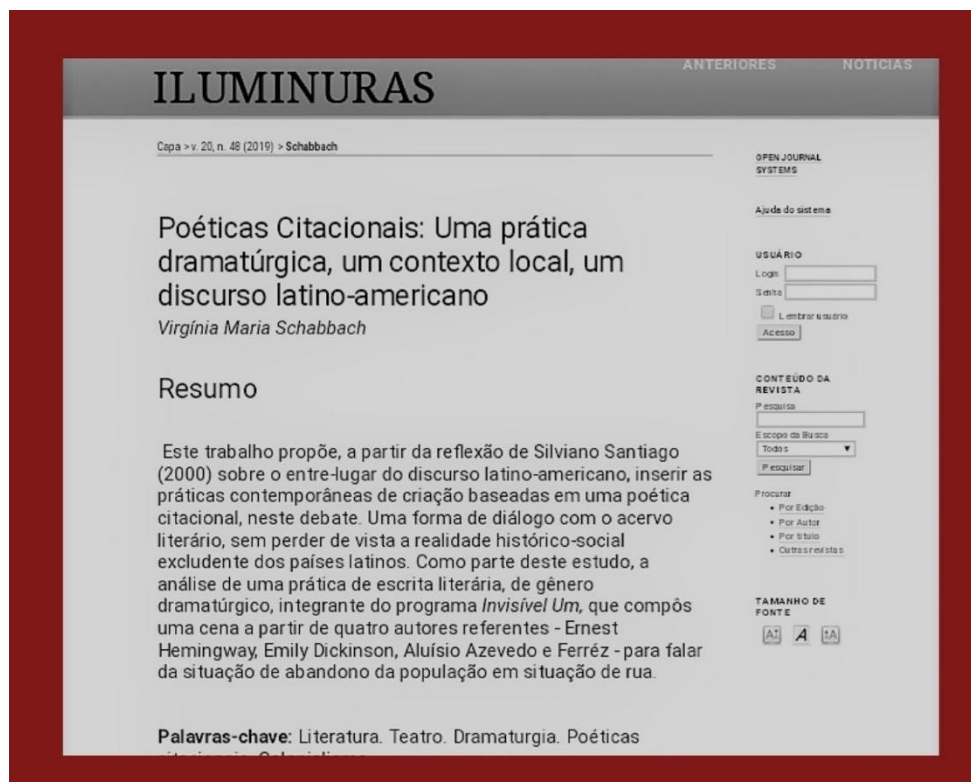 ANTERIORES NOTICIAS
ILUMINURAS
Capa > v. 20, n. 48 (2019) > Schabbach
Poéticas Citacionais: Uma prática
dramatúrgica, um contexto local, um
discurso latino-americano
Virgínia Maria Schabbach
Resumo
Este trabalho propõe, a partir da reflexão de Silviano Santiago
(2000) sobre o entre-lugar do discurso latino-americano, inserir as
práticas contemporâneas de criação baseadas em uma poética
citacional, neste debate. Uma forma de diálogo com o acervo
literário, sem perder de vista a realidade histórico-social
excludente dos países latinos. Como parte deste estudo, a
análise de uma prática de escrita literária, de gênero
dramatúrgico, integrante do programa Invisível Um, que compôs
uma cena a partir de quatro autores referentes - Ernest
Hemingway, Emily Dickinson, Aluísio Azevedo e Ferréz - para falar
da situação de abandono da população em situação de rua.
Palavras-chave: Literatura. Teatro. Dramaturgia. Poéticas
OPEN JOURNAL
SYSTEMS
Ajuda do sistema
USUÁRIO
Login
Senha
Lembrar usuário
Acesso
CONTEÚDO DA
REVISTA
Pesquisa
Escopo da Busca
Todos
Pesquisar
Procurar
Por Edição
Por Autor
Por título
Outras revistas
TAMANHO DE
FONTE
A A A